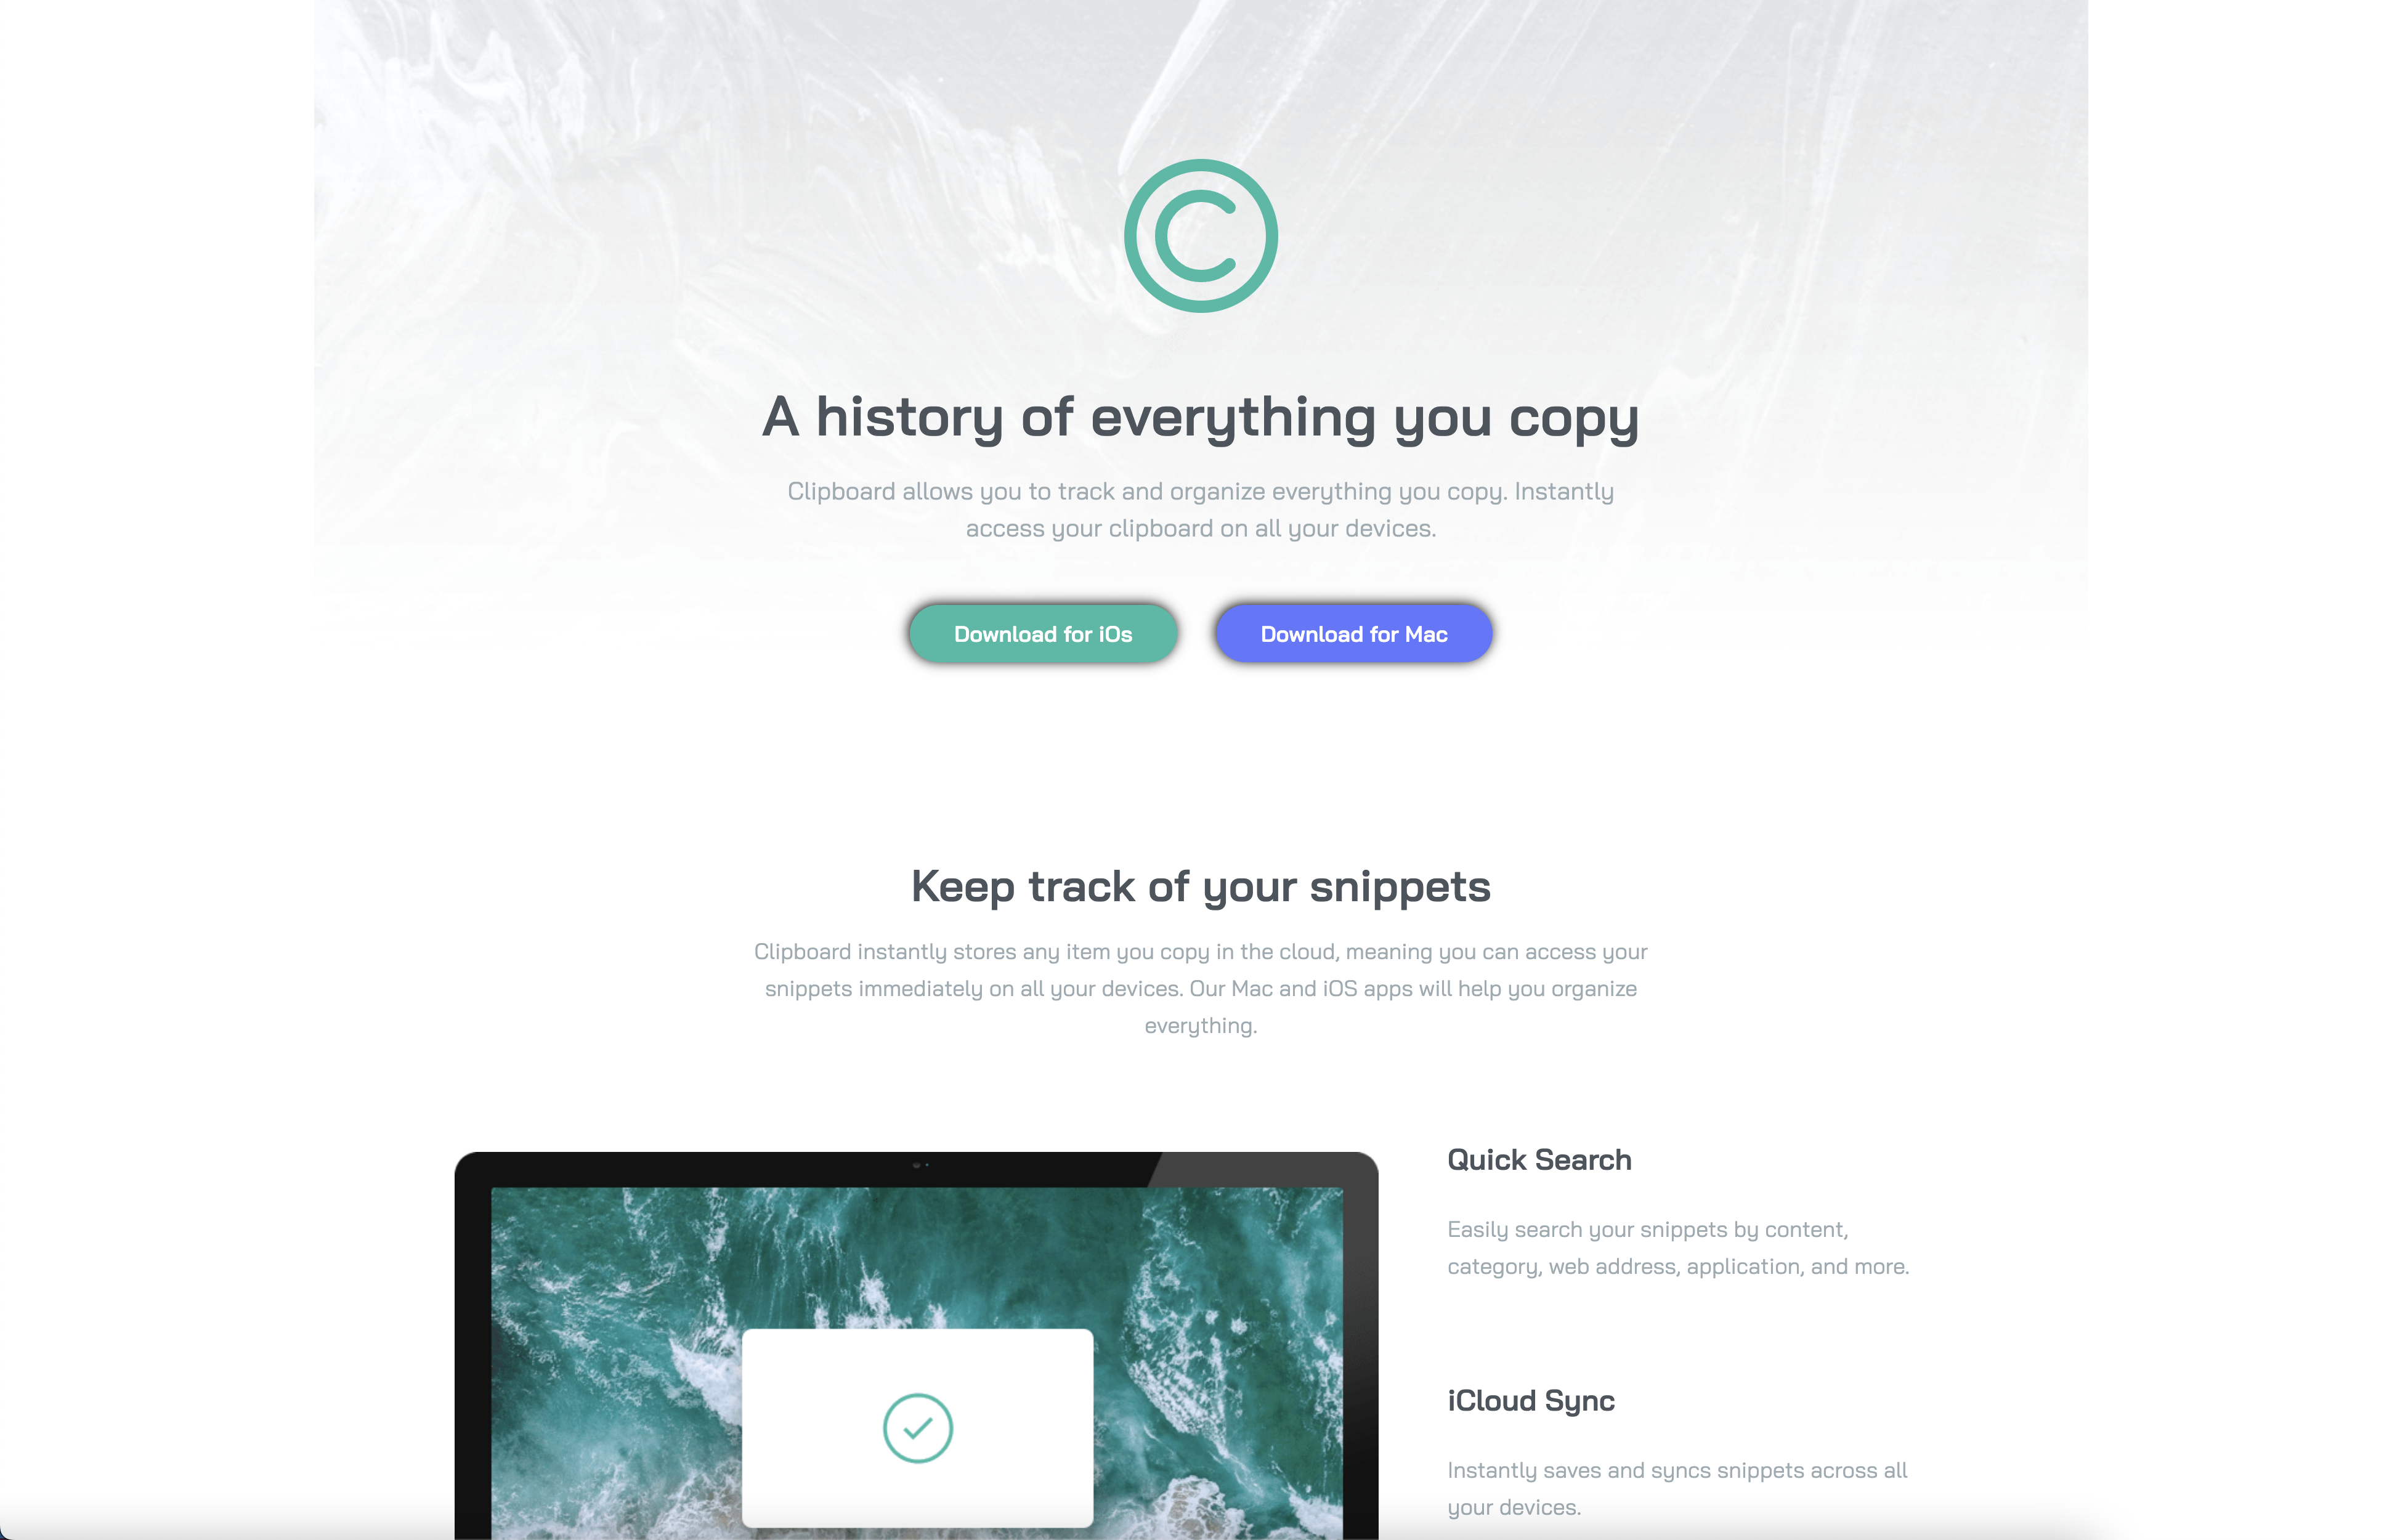 A history of everything you copy
Clipboard allows you to track and organize everything you copy. Instantly
access your clipboard on all your devices.
Download for iOs
Download for Mac
Keep track of your snippets
Clipboard instantly stores any item you copy in the cloud, meaning you can access your
snippets immediately on all your devices. Our Mac and iOS apps will help you organize
everything.
Quick Search
Easily search your snippets by content,
category, web address, application, and more.
iCloud Sync
Instantly saves and syncs snippets across all
your devices.